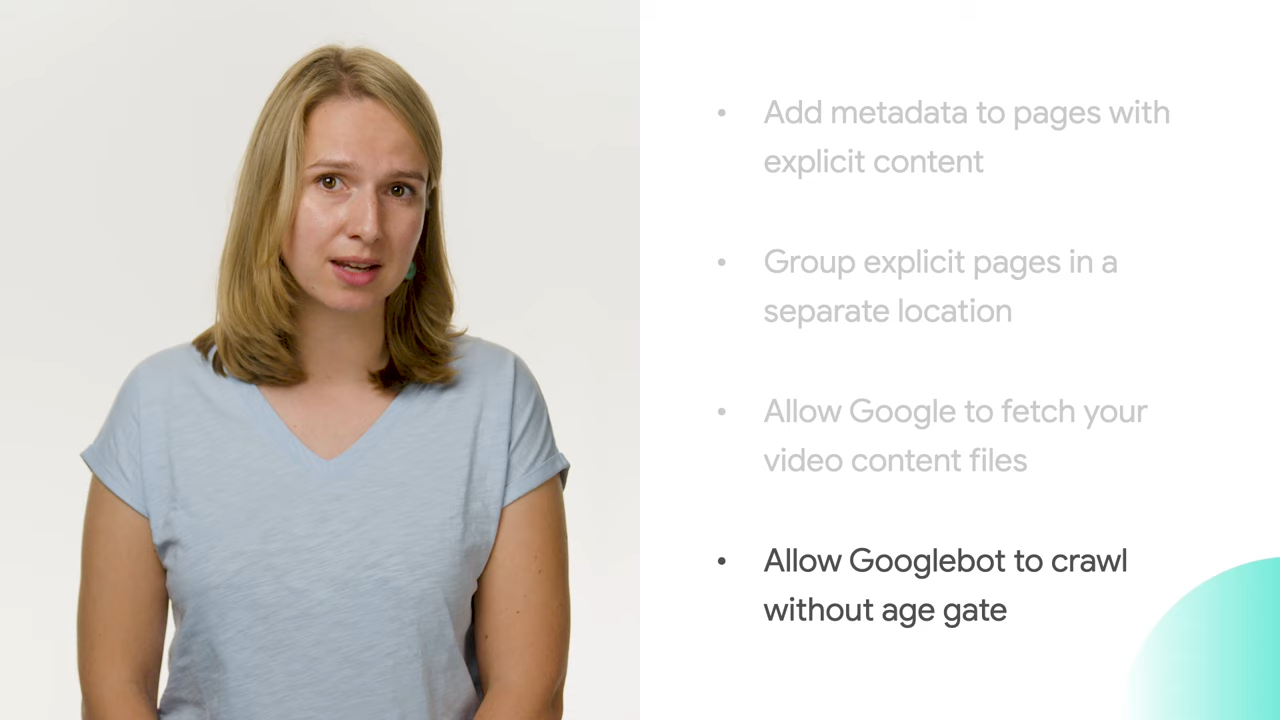 • Add metadata to pages with
explicit content
• Group explicit pages in a
separate location
• Allow Google to fetch your
video content files
• Allow Googlebot to crawl
without age gate